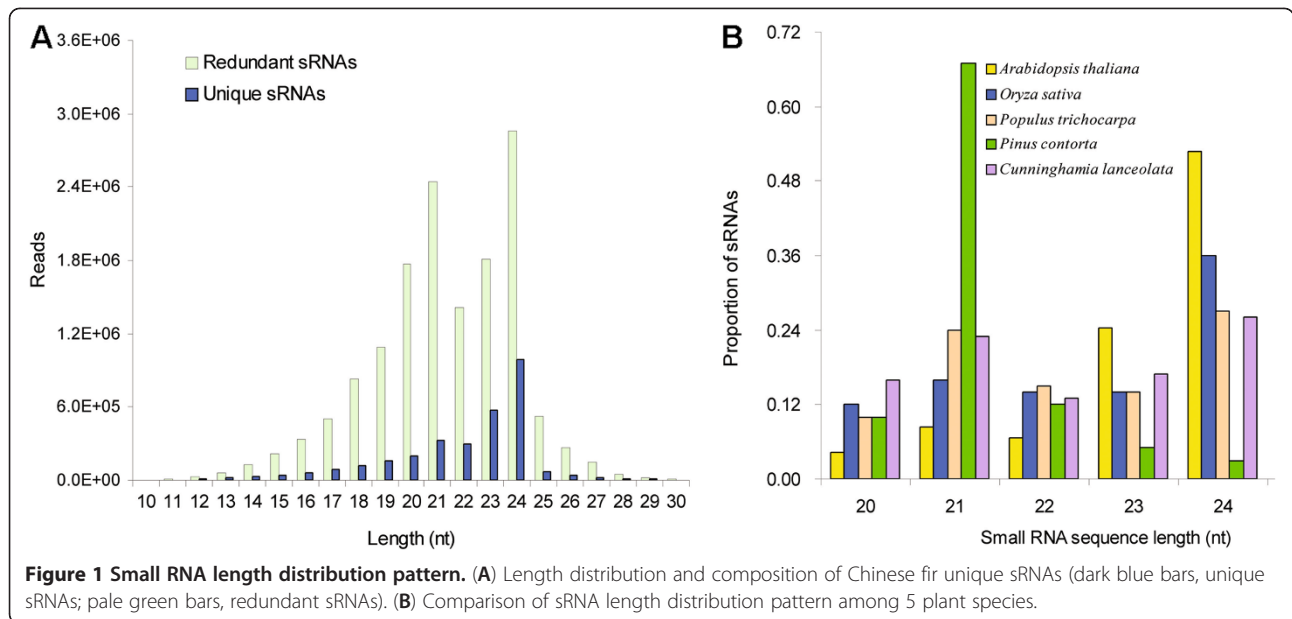 A
3.6E+06
3.0E+06
2.4E+06
1.8E+06
1.2E+06
6.0E+05
0.0E+00
Reads
Redundant sRNAs
Unique sRNAs
10 11 12 13 14 15 16 17 18 19 20 21 22 23 24 25 26 27 28 29 30
Length (nt)
B
0.72
0.60
0.48
0.36
0.24
0.12
0.00
Proportion of sRNAs
Arabidopsis thaliana
Oryza sativa
Populus trichocarpa
Pinus contorta
Cunninghamia lanceolata
20 21 22 23 24
Small RNA sequence length (nt)
Figure 1 Small RNA length distribution pattern. (A) Length distribution and composition of Chinese fir unique sRNAs (dark blue bars, unique
sRNAs; pale green bars, redundant sRNAs). (B) Comparison of sRNA length distribution pattern among 5 plant species.